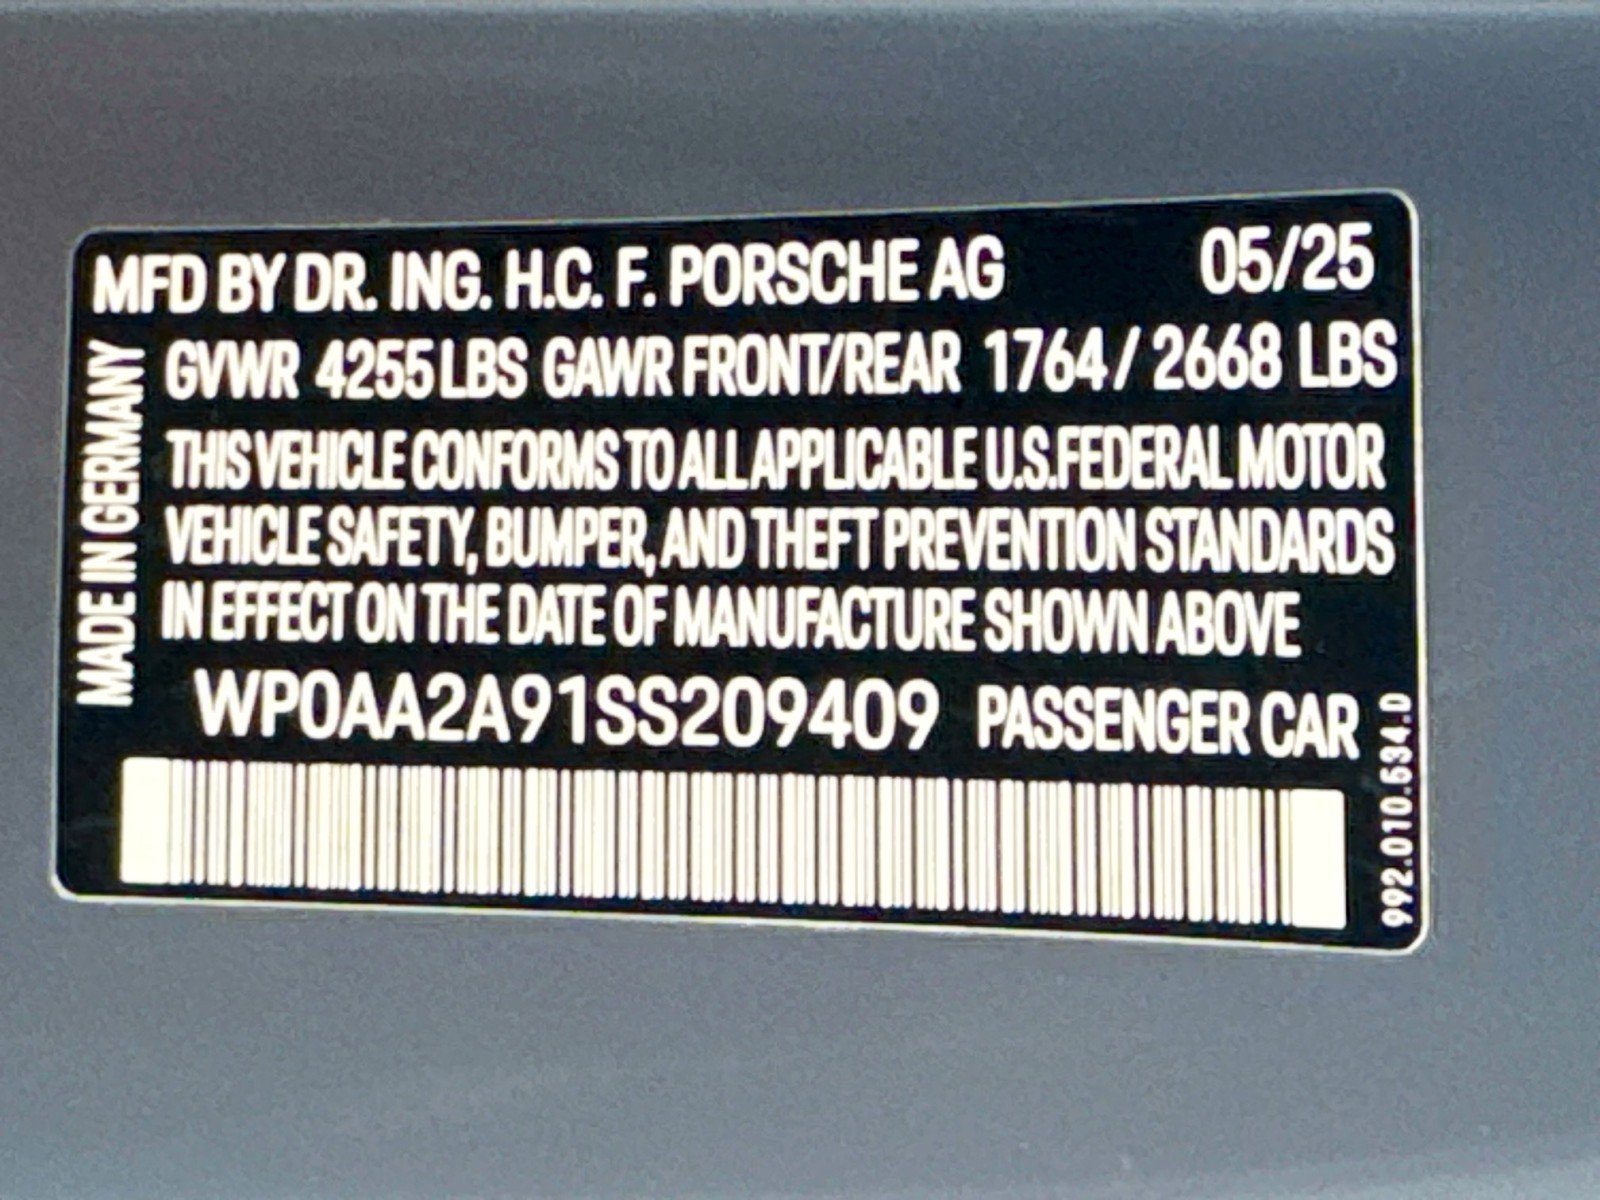 MFD BY DR. ING. H.C. F. PORSCHE AG 05/25
GVWR 4255 LBS GAWR FRONT/REAR 1764 / 2668 LBS
THIS VEHICLE CONFORMS TO ALL APPLICABLE U.S.FEDERAL MOTOR
VEHICLE SAFETY, BUMPER, AND THEFT PREVENTION STANDARDS
IN EFFECT ON THE DATE OF MANUFACTURE SHOWN ABOVE
WP0AA2A91SS209409 PASSENGER CAR
MADE IN GERMANY
992.010.534.0